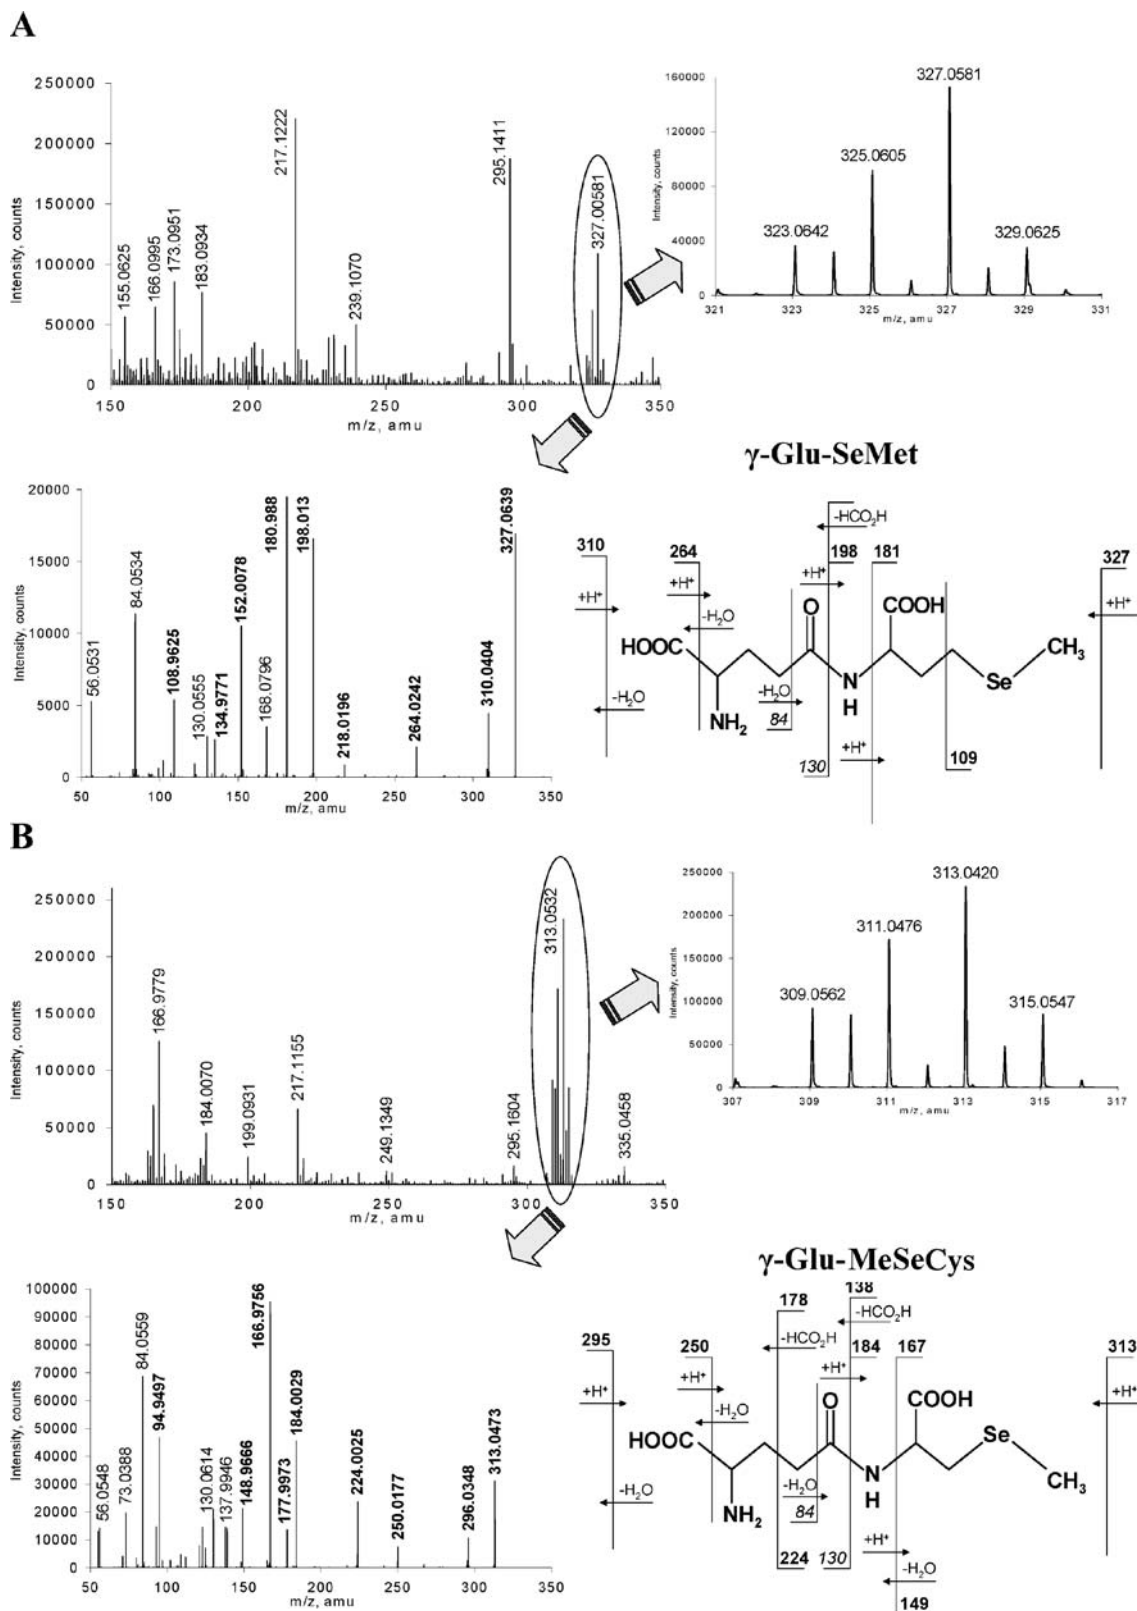 A
250000
200000
150000
100000
50000
0
Intensity, counts
155.0625
166.0995
173.0951
183.0934
217.1222
239.1070
295.1411
327.00581
150
200
250
300
350
m/z, amu
160000
120000
80000
40000
0
Intensity, counts
323.0642
325.0605
327.0581
329.0625
321
323
325
327
329
331
m/z, amu
20000
15000
10000
5000
0
Intensity, counts
56.0531
84.0534
108.9625
130.0555
134.9771
152.0078
168.0796
180.988
198.013
218.0196
264.0242
310.0404
327.0639
50
100
150
200
250
300
350
m/z, amu
γ-Glu-SeMet
-HCO₂H
310
264
198
181
327
+H⁺
+H⁺
+H⁺
+H⁺
-H₂O
O
COOH
HOOC
CH₃
Se
N
H
NH₂
-H₂O
-H₂O
84
+H⁺
130
109
B
250000
200000
150000
100000
50000
0
Intensity, counts
166.9779
184.0070
199.0931
217.1155
249.1349
295.1604
313.0532
335.0458
150
200
250
300
350
m/z, amu
250000
200000
150000
100000
50000
0
Intensity, counts
309.0562
311.0476
313.0420
315.0547
307
309
311
313
315
317
m/z, amu
100000
90000
80000
70000
60000
50000
40000
30000
20000
10000
0
Intensity, counts
56.0548
73.0388
84.0559
94.9497
130.0614
137.9946
148.9666
166.9756
177.9973
184.0029
224.0025
250.0177
296.0348
313.0473
50
100
150
200
250
300
350
m/z, amu
γ-Glu-MeSeCys
178
138
-HCO₂H
-HCO₂H
295
250
184
167
313
+H⁺
+H⁺
+H⁺
+H⁺
-H₂O
O
COOH
HOOC
Se
CH₃
N
H
NH₂
-H₂O
-H₂O
84
+H⁺
224
130
-H₂O
149